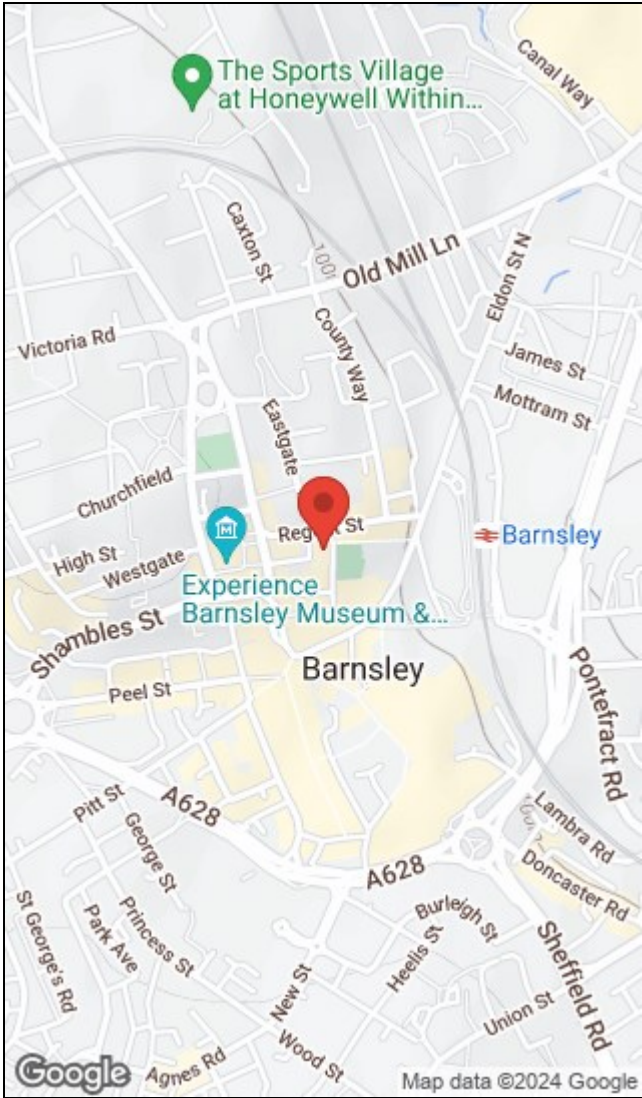 The Sports Village
at Honeywell Within...
Canal Way
Caxton St
Old Mill Ln
Eldon St N
Victoria Rd
County Way
James St
Mottram St
Eastgate
Churchfield
Regent St
Barnsley
High St
Westgate
Experience
Barnsley Museum &...
Shambles St
Barnsley
Peel St
Pontefract Rd
Pitt St
A628
George St
Lambra Rd
A628
Doncaster Rd
St George's Rd
Park Ave
Princess St
Burleigh St
Heelis St
New St
Sheffield Rd
Union St
Wood St
Agnes Rd
Google
Map data ©2024 Google